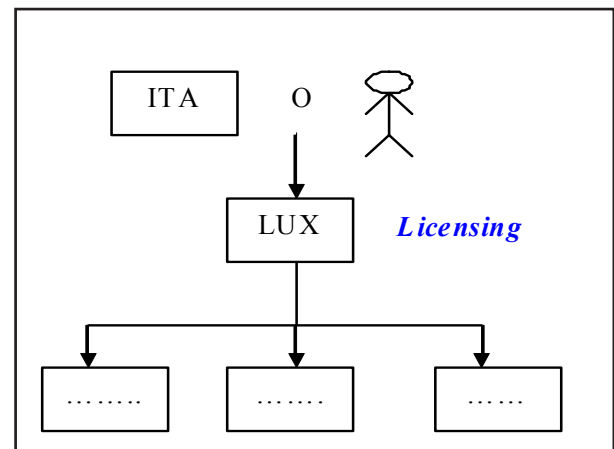 ITA O
LUX Licensing
…….. ……. ……